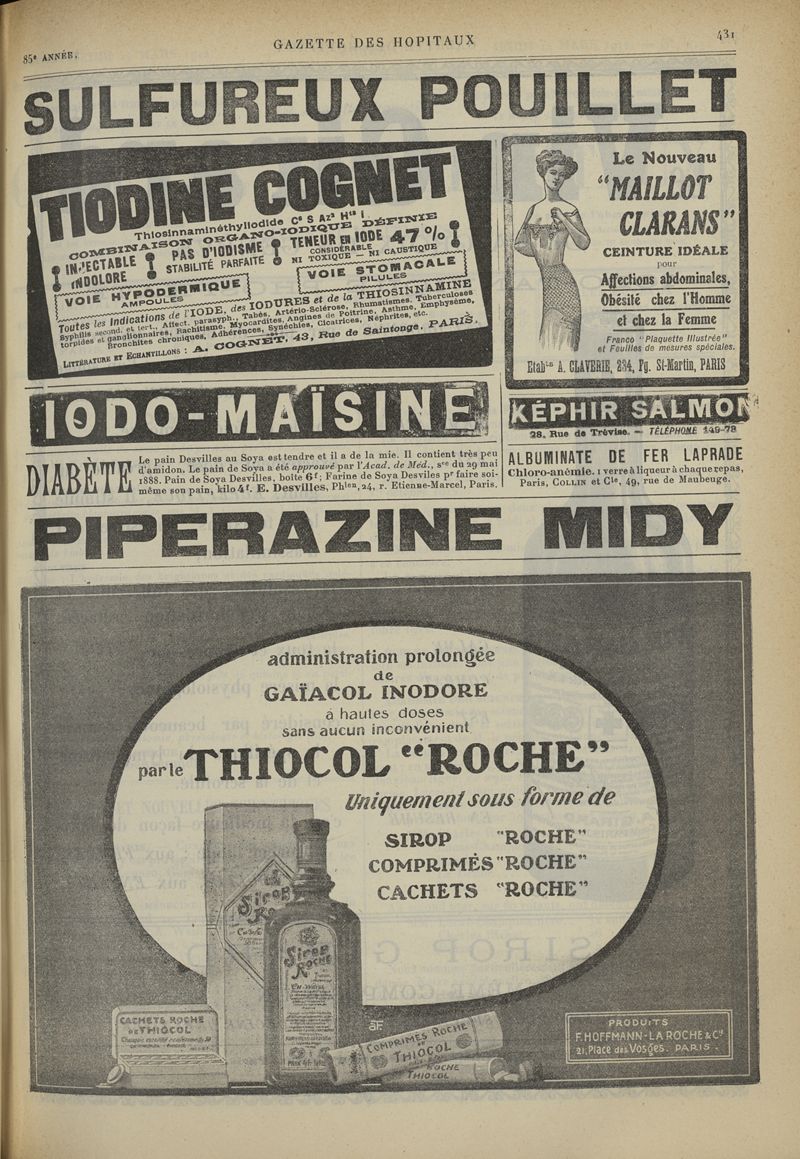 85e ANNÉE.
GAZETTE DES HOPITAUX
431
SULFUREUX POUILLET
TIODINE COGNET
Thiosinnaminéthyliodide
COMBINAISON ORGANO-IODIQUE DÉFINIE
INJECTABLE
INDOLORE
PAS D'IODISME
STABILITÉ PARFAITE
TENEUR EN IODE 47%
CONSIDÉRABLE
NI TOXIQUE — NI CAUSTIQUE
VOIE HYPODERMIQUE
AMPOULES
VOIE STOMACALE
PILULES
Toutes les Indications de l'IODE, des IODURES et de la THIOSINNAMINE
Syphilis second. et tert., Affect. parasyph., Tabès, Artério-Sclérose, Rhumatismes, Tuberculoses
torpides et ganglionnaires, Rachitisme, Myocardites, Angines de Poitrine, Asthme, Emphysème,
Bronchites chroniques, Adhérences, Synéchies, Cicatrices, Néphrites, etc.
LITTÉRATURE ET ECHANTILLONS : A. COGNET, 43, Rue de Saintonge, PARIS.
Le Nouveau
"MAILLOT
CLARANS"
CEINTURE IDÉALE
pour
Affections abdominales,
Obésité chez l'Homme
et chez la Femme
Franco "Plaquette Illustrée"
et Feuilles de mesures spéciales.
Etabts A. CLAVERIE, 234, Fg. St-Martin, PARIS
IODO-MAÏSINE
DIABÈTE
Le pain Desvilles au Soya est tendre et il a de la mie. Il contient très peu
d'amidon. Le pain de Soya a été approuvé par l'Acad. de Méd., sce du 29 mai
1888. Pain de Soya Desvilles, boîte 6f; Farine de Soya Desviles pr faire soi-
même son pain, kilo 4f. E. Desvilles, Phien, 24, r. Etienne-Marcel, Paris.
KÉPHIR SALMON
28, Rue de Trévise. — TÉLÉPHONE 149-78
ALBUMINATE DE FER LAPRADE
Chloro-anémie. 1 verre à liqueur à chaque repas,
Paris, COLLIN et Cie, 49, rue de Maubeuge.
PIPERAZINE MIDY
administration prolongée
de
GAÏACOL INODORE
à hautes doses
sans aucun inconvénient
par le THIOCOL "ROCHE"
Uniquement sous forme de
SIROP "ROCHE"
COMPRIMÉS "ROCHE"
CACHETS "ROCHE"
Sirop
Sirop
ROCHE
CACHETS ROCHE
DE THIOCOL
COMPRIMÉS ROCHE
THIOCOL
ROCHE
THIOCOL
PRODUITS
F. HOFFMANN-LA ROCHE & Co
21, Place des Vosges. PARIS.